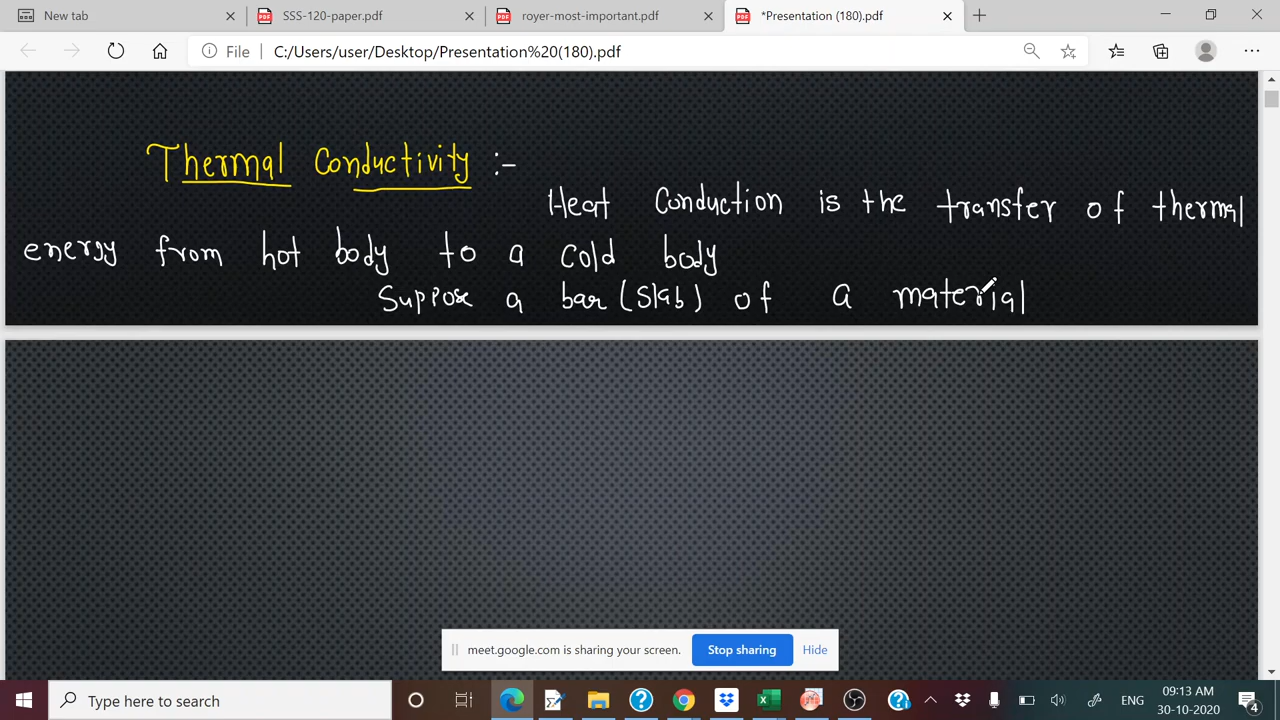 New tab
SSS-120-paper.pdf
royer-most-important.pdf
*Presentation (180).pdf
File
C:/Users/user/Desktop/Presentation%20(180).pdf
Thermal Conductivity :-
Heat Conduction is the transfer of thermal
energy from hot body to a cold body
Suppose a bar (slab) of a material
meet.google.com is sharing your screen.
Stop sharing
Hide
Type here to search
ENG
09:13 AM
30-10-2020
4